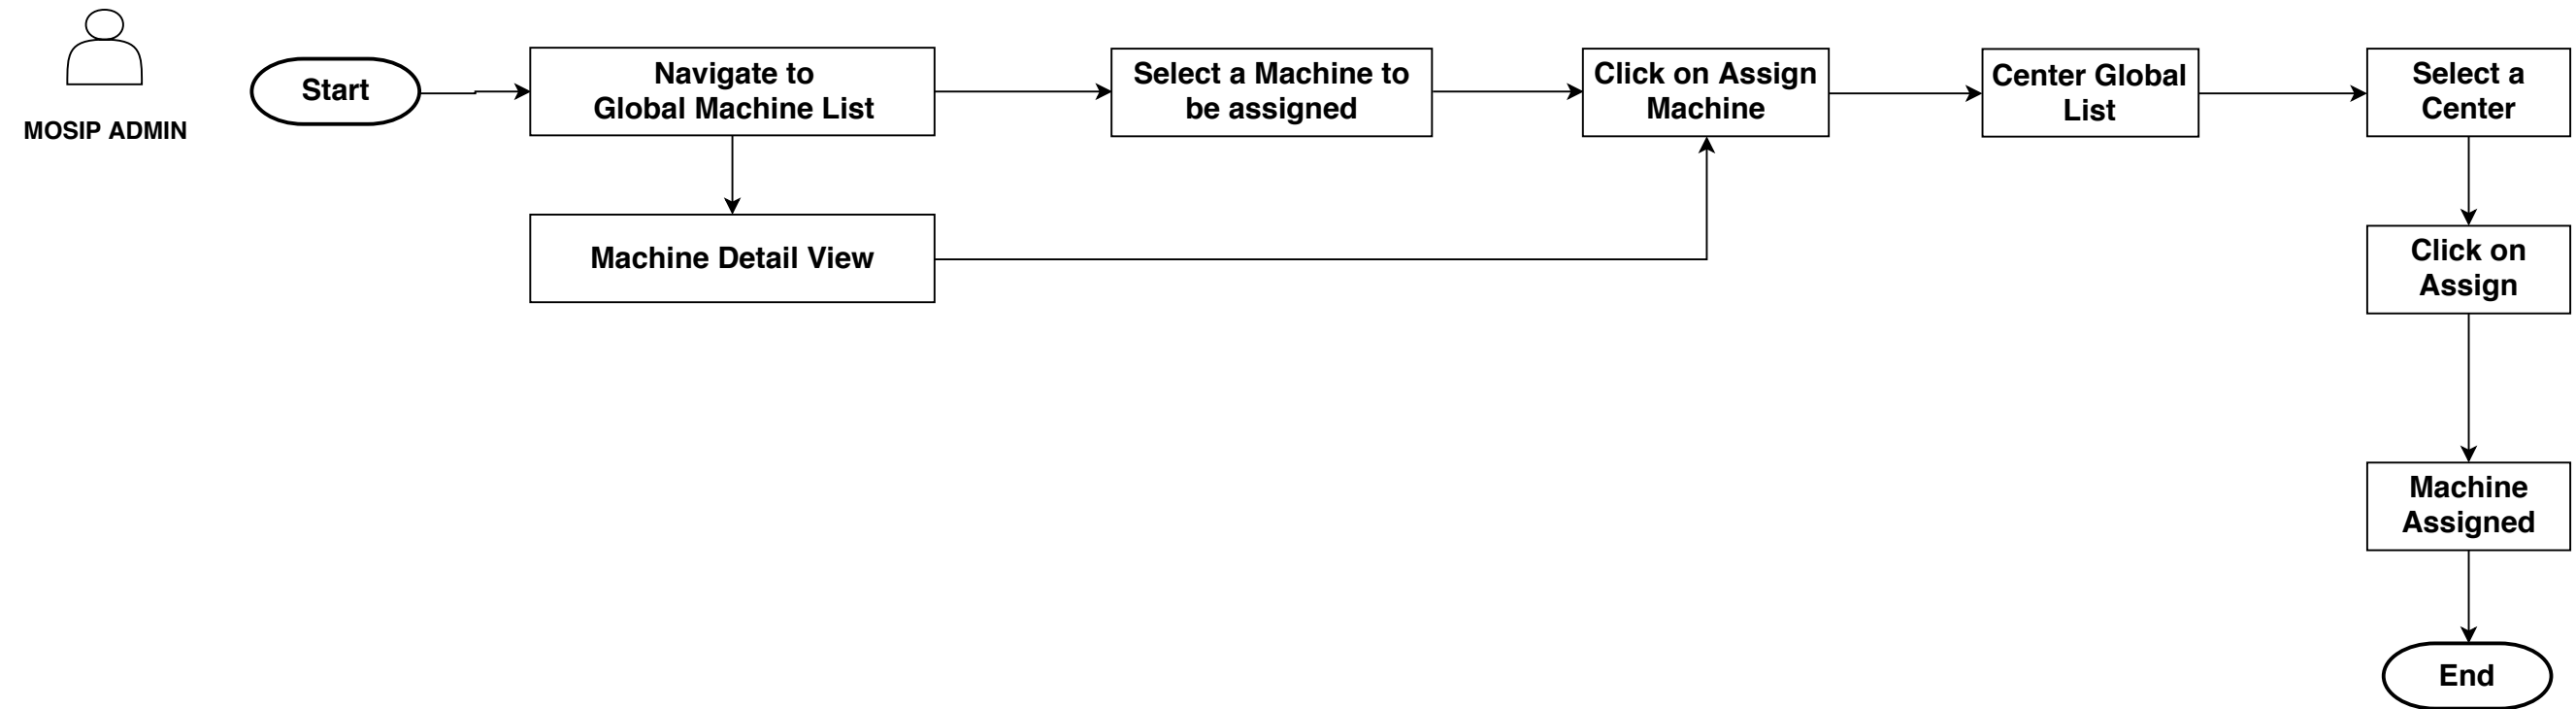 MOSIP ADMIN
Start
Navigate to
Global Machine List
Select a Machine to
be assigned
Click on Assign
Machine
Center Global
List
Select a
Center
Machine Detail View
Click on
Assign
Machine
Assigned
End